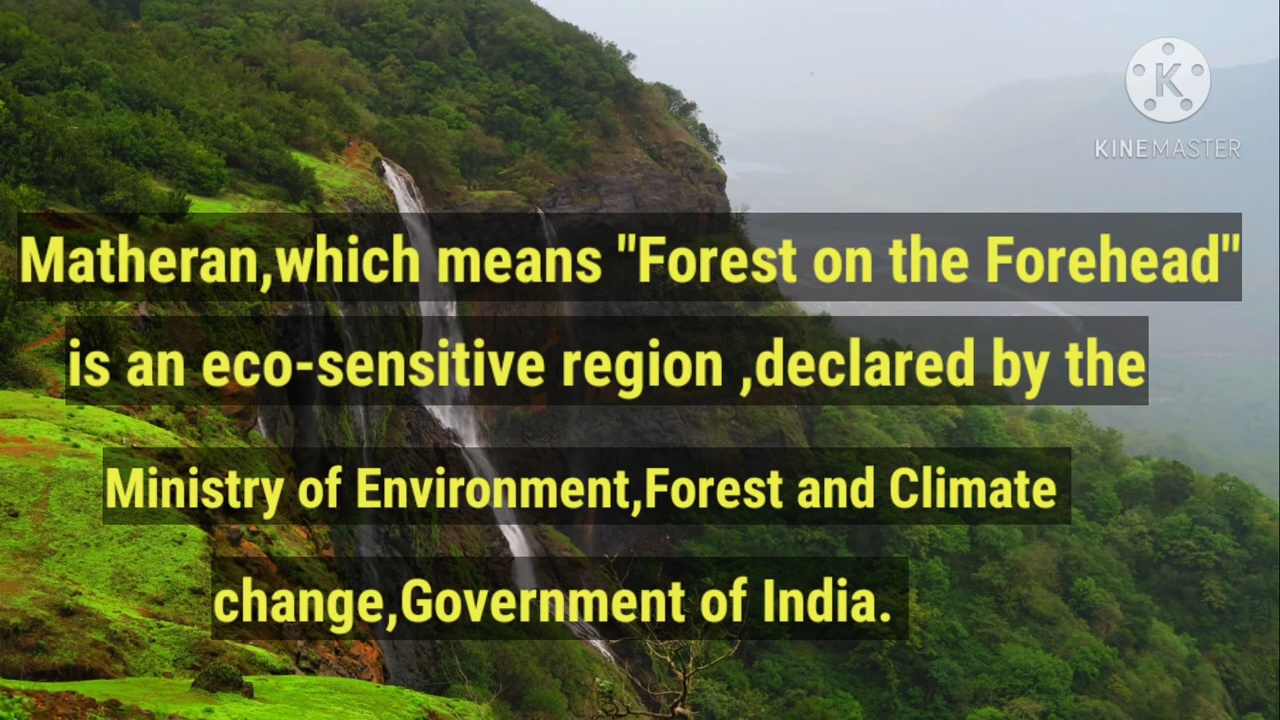 K
KINEMASTER
Matheran,which means "Forest on the Forehead"
is an eco-sensitive region ,declared by the
Ministry of Environment,Forest and Climate
change,Government of India.